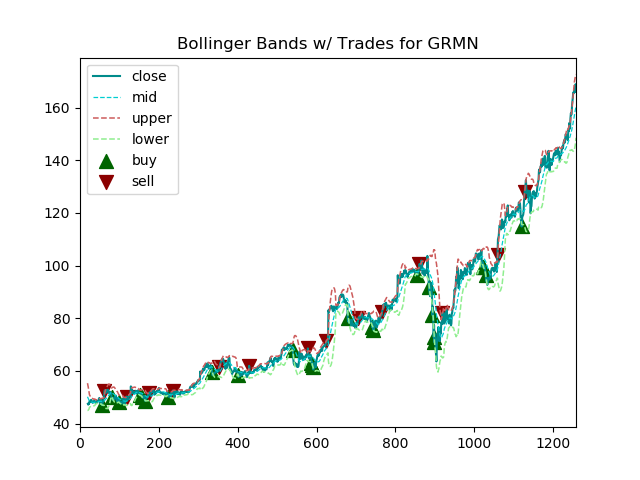 Bollinger Bands w/ Trades for GRMN
close
mid
upper
lower
buy
sell
160
140
120
100
80
60
40
0 200 400 600 800 1000 1200